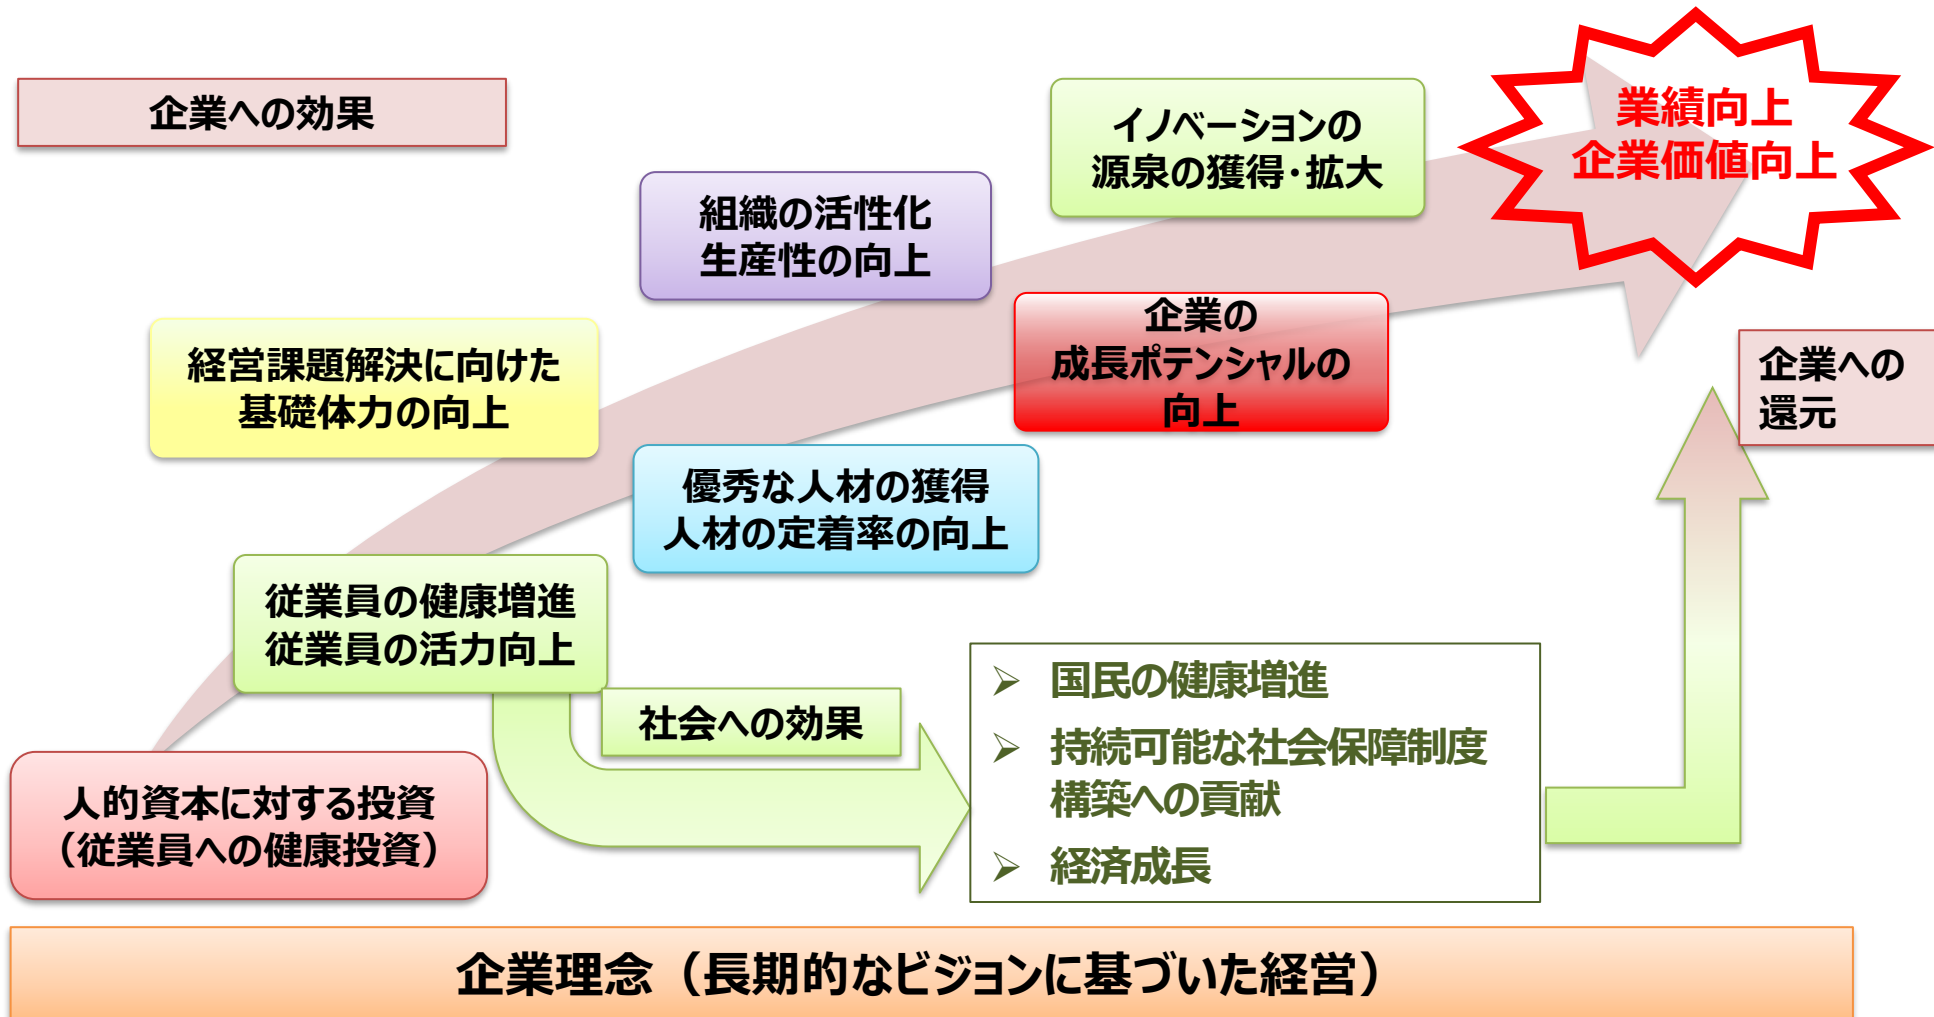 企業への効果
業績向上
企業価値向上
イノベーションの
源泉の獲得・拡大
組織の活性化
生産性の向上
企業の
成長ポテンシャルの
向上
経営課題解決に向けた
基礎体力の向上
企業への
還元
優秀な人材の獲得
人材の定着率の向上
従業員の健康増進
従業員の活力向上
社会への効果
➢ 国民の健康増進
➢ 持続可能な社会保障制度
構築への貢献
➢ 経済成長
人的資本に対する投資
（従業員への健康投資）
企業理念（長期的なビジョンに基づいた経営）